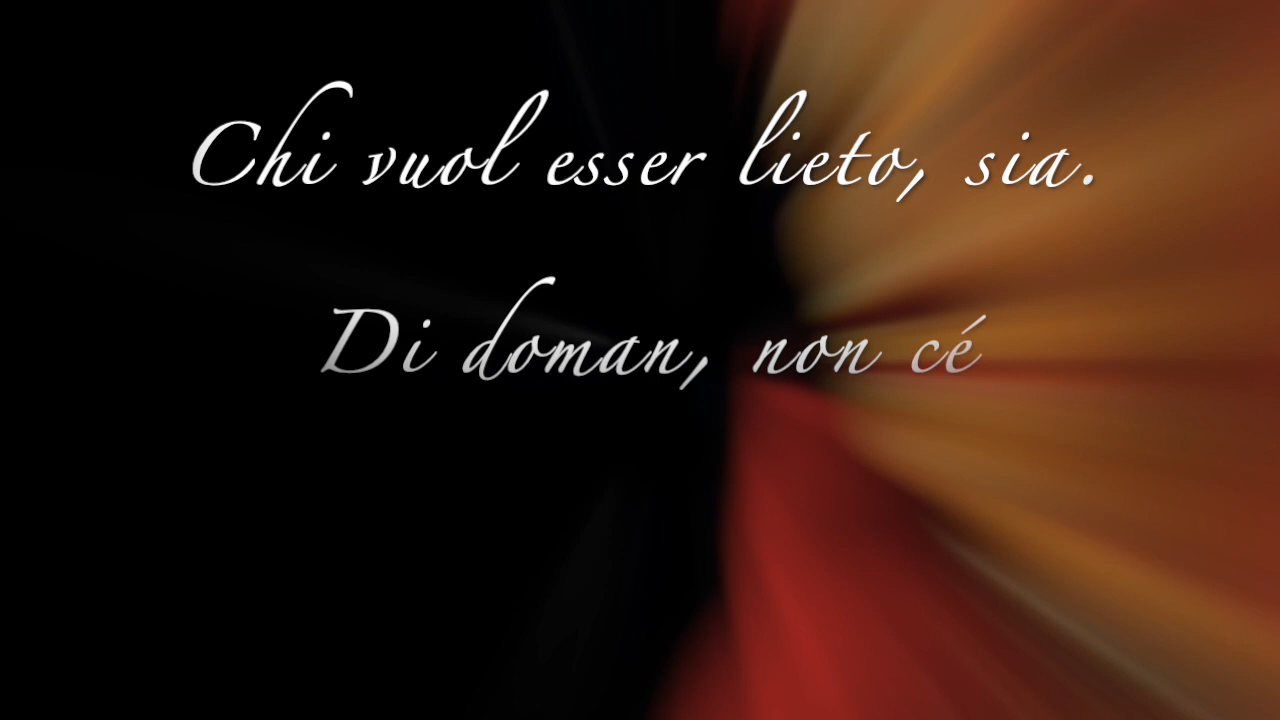 Chi vuol esser lieto, sia.
Di doman, non cé